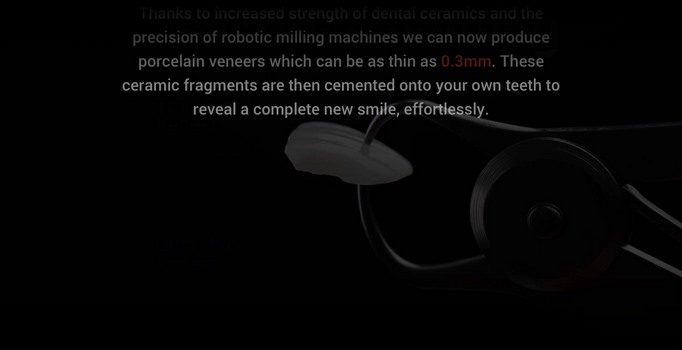 Thanks to increased strength of dental ceramics and the
precision of robotic milling machines we can now produce
porcelain veneers which can be as thin as 0.3mm. These
ceramic fragments are then cemented onto your own teeth to
reveal a complete new smile, effortlessly.